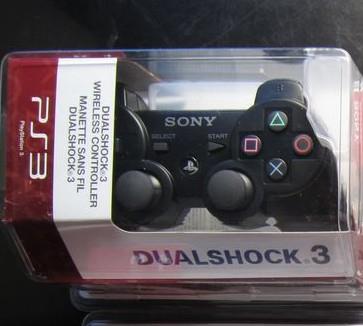 PS3
PlayStation 3
DUALSHOCK®3
WIRELESS CONTROLLER
MANETTE SANS FIL
DUALSHOCK®3
SONY
SELECT
START
DUALSHOCK®3